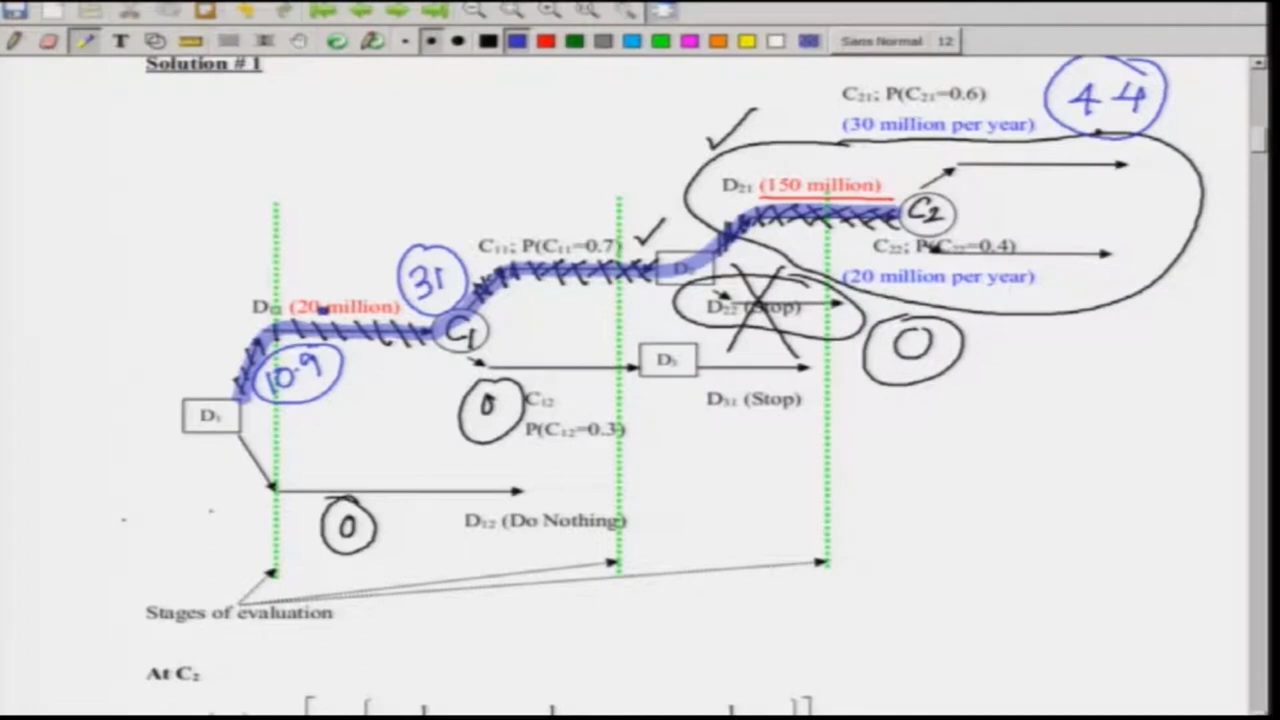 Sans Normal 12
Solution # 1
C₂₁; P(C₂₁=0.6)
44
(30 million per year)
D₂₁ (150 million)
C2
C₁₁; P(C₁₁=0.7)
C₂₂; P(C₂₂=0.4)
31
(20 million per year)
D₂₂ (Stop)
(20 million)
C1
0
10.9
D₃
D₁
0
C₁₂
D₃₁ (Stop)
P(C₁₂=0.3)
D₁₂ (Do Nothing)
0
Stages of evaluation
At C₂